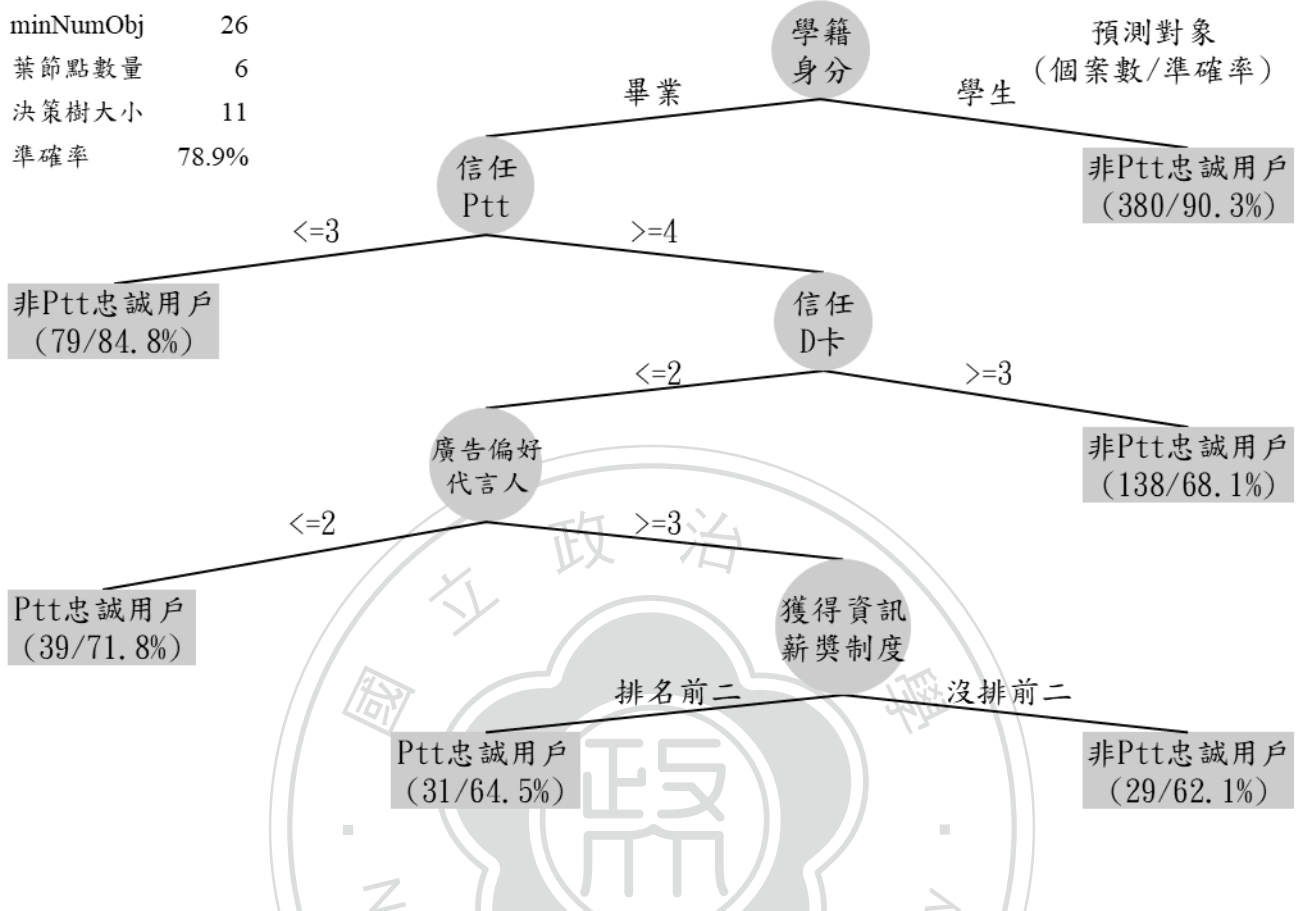 minNumObj 26
葉節點數量 6
決策樹大小 11
準確率 78.9%
學籍
身分
預測對象
(個案數/準確率)
畢業
學生
信任
Ptt
非Ptt忠誠用戶
(380/90.3%)
<=3
>=4
非Ptt忠誠用戶
(79/84.8%)
信任
D卡
<=2
>=3
廣告偏好
代言人
非Ptt忠誠用戶
(138/68.1%)
<=2
>=3
Ptt忠誠用戶
(39/71.8%)
獲得資訊
薪獎制度
排名前二
沒排前二
Ptt忠誠用戶
(31/64.5%)
非Ptt忠誠用戶
(29/62.1%)
國立政治
學
政